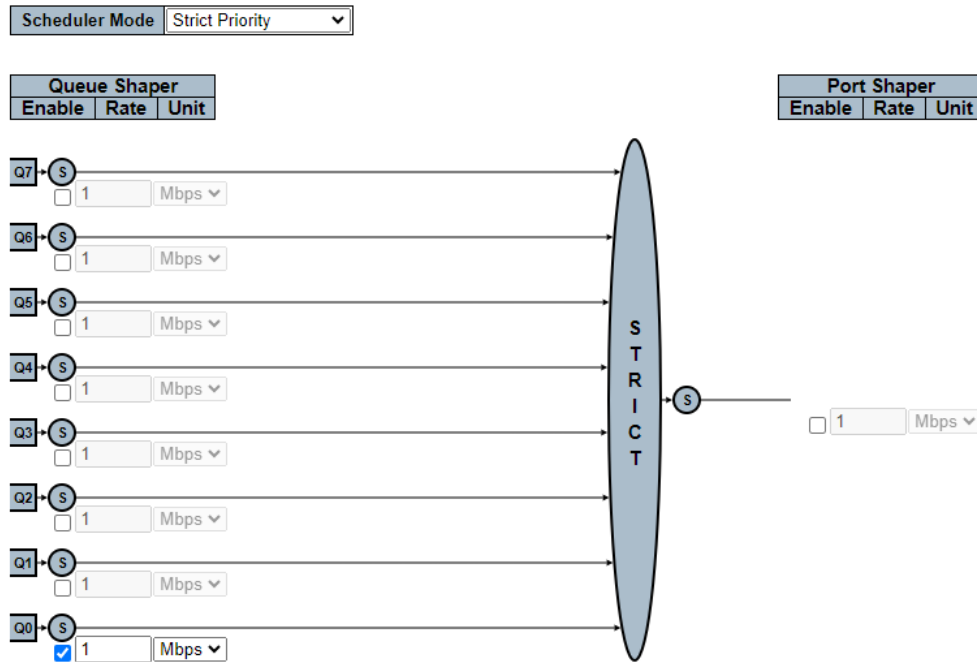 Scheduler Mode Strict Priority
Queue Shaper
Enable Rate Unit
Port Shaper
Enable Rate Unit
Q7 S
1 Mbps
Q6 S
1 Mbps
Q5 S
1 Mbps
Q4 S
1 Mbps
Q3 S
1 Mbps
Q2 S
1 Mbps
Q1 S
1 Mbps
Q0 S
1 Mbps
S
T
R
I
C
T
S
1 Mbps